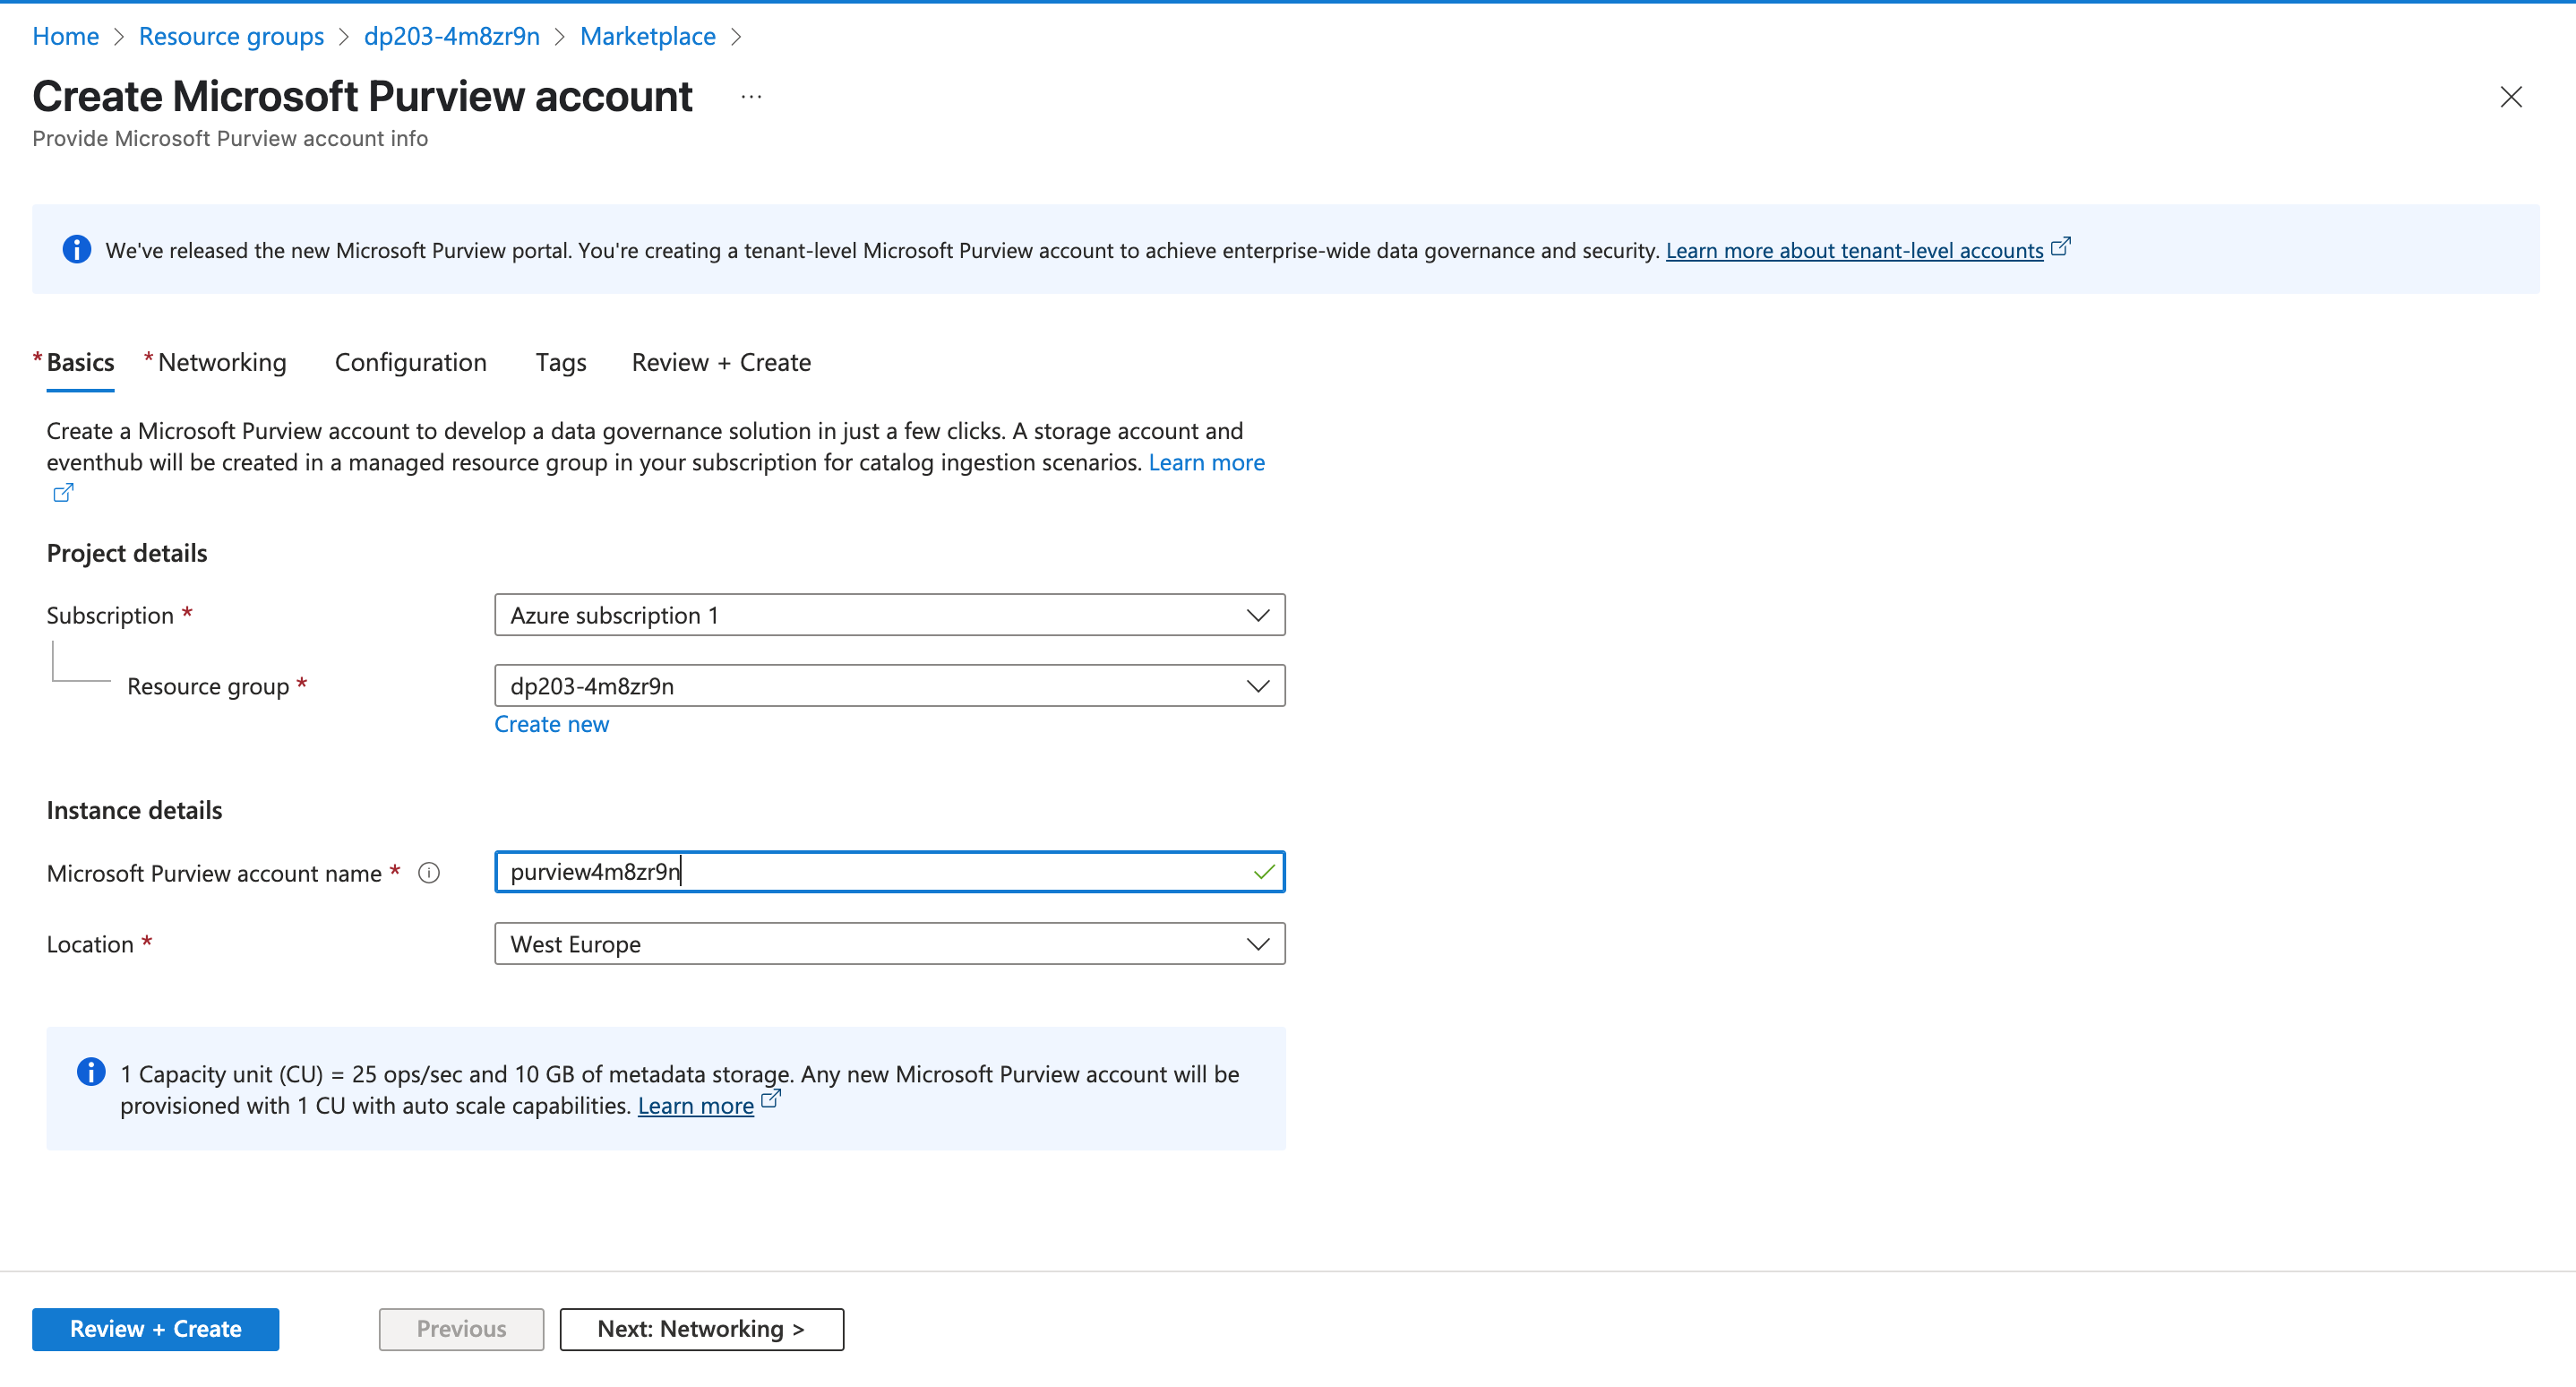 Home > Resource groups > dp203-4m8zr9n > Marketplace >
Create Microsoft Purview account ...
Provide Microsoft Purview account info
We've released the new Microsoft Purview portal. You're creating a tenant-level Microsoft Purview account to achieve enterprise-wide data governance and security. Learn more about tenant-level accounts
* Basics * Networking Configuration Tags Review + Create
Create a Microsoft Purview account to develop a data governance solution in just a few clicks. A storage account and
eventhub will be created in a managed resource group in your subscription for catalog ingestion scenarios. Learn more
Project details
Subscription * Azure subscription 1
Resource group * dp203-4m8zr9n
Create new
Instance details
Microsoft Purview account name * purview4m8zr9n
Location * West Europe
1 Capacity unit (CU) = 25 ops/sec and 10 GB of metadata storage. Any new Microsoft Purview account will be
provisioned with 1 CU with auto scale capabilities. Learn more
Review + Create Previous Next: Networking >